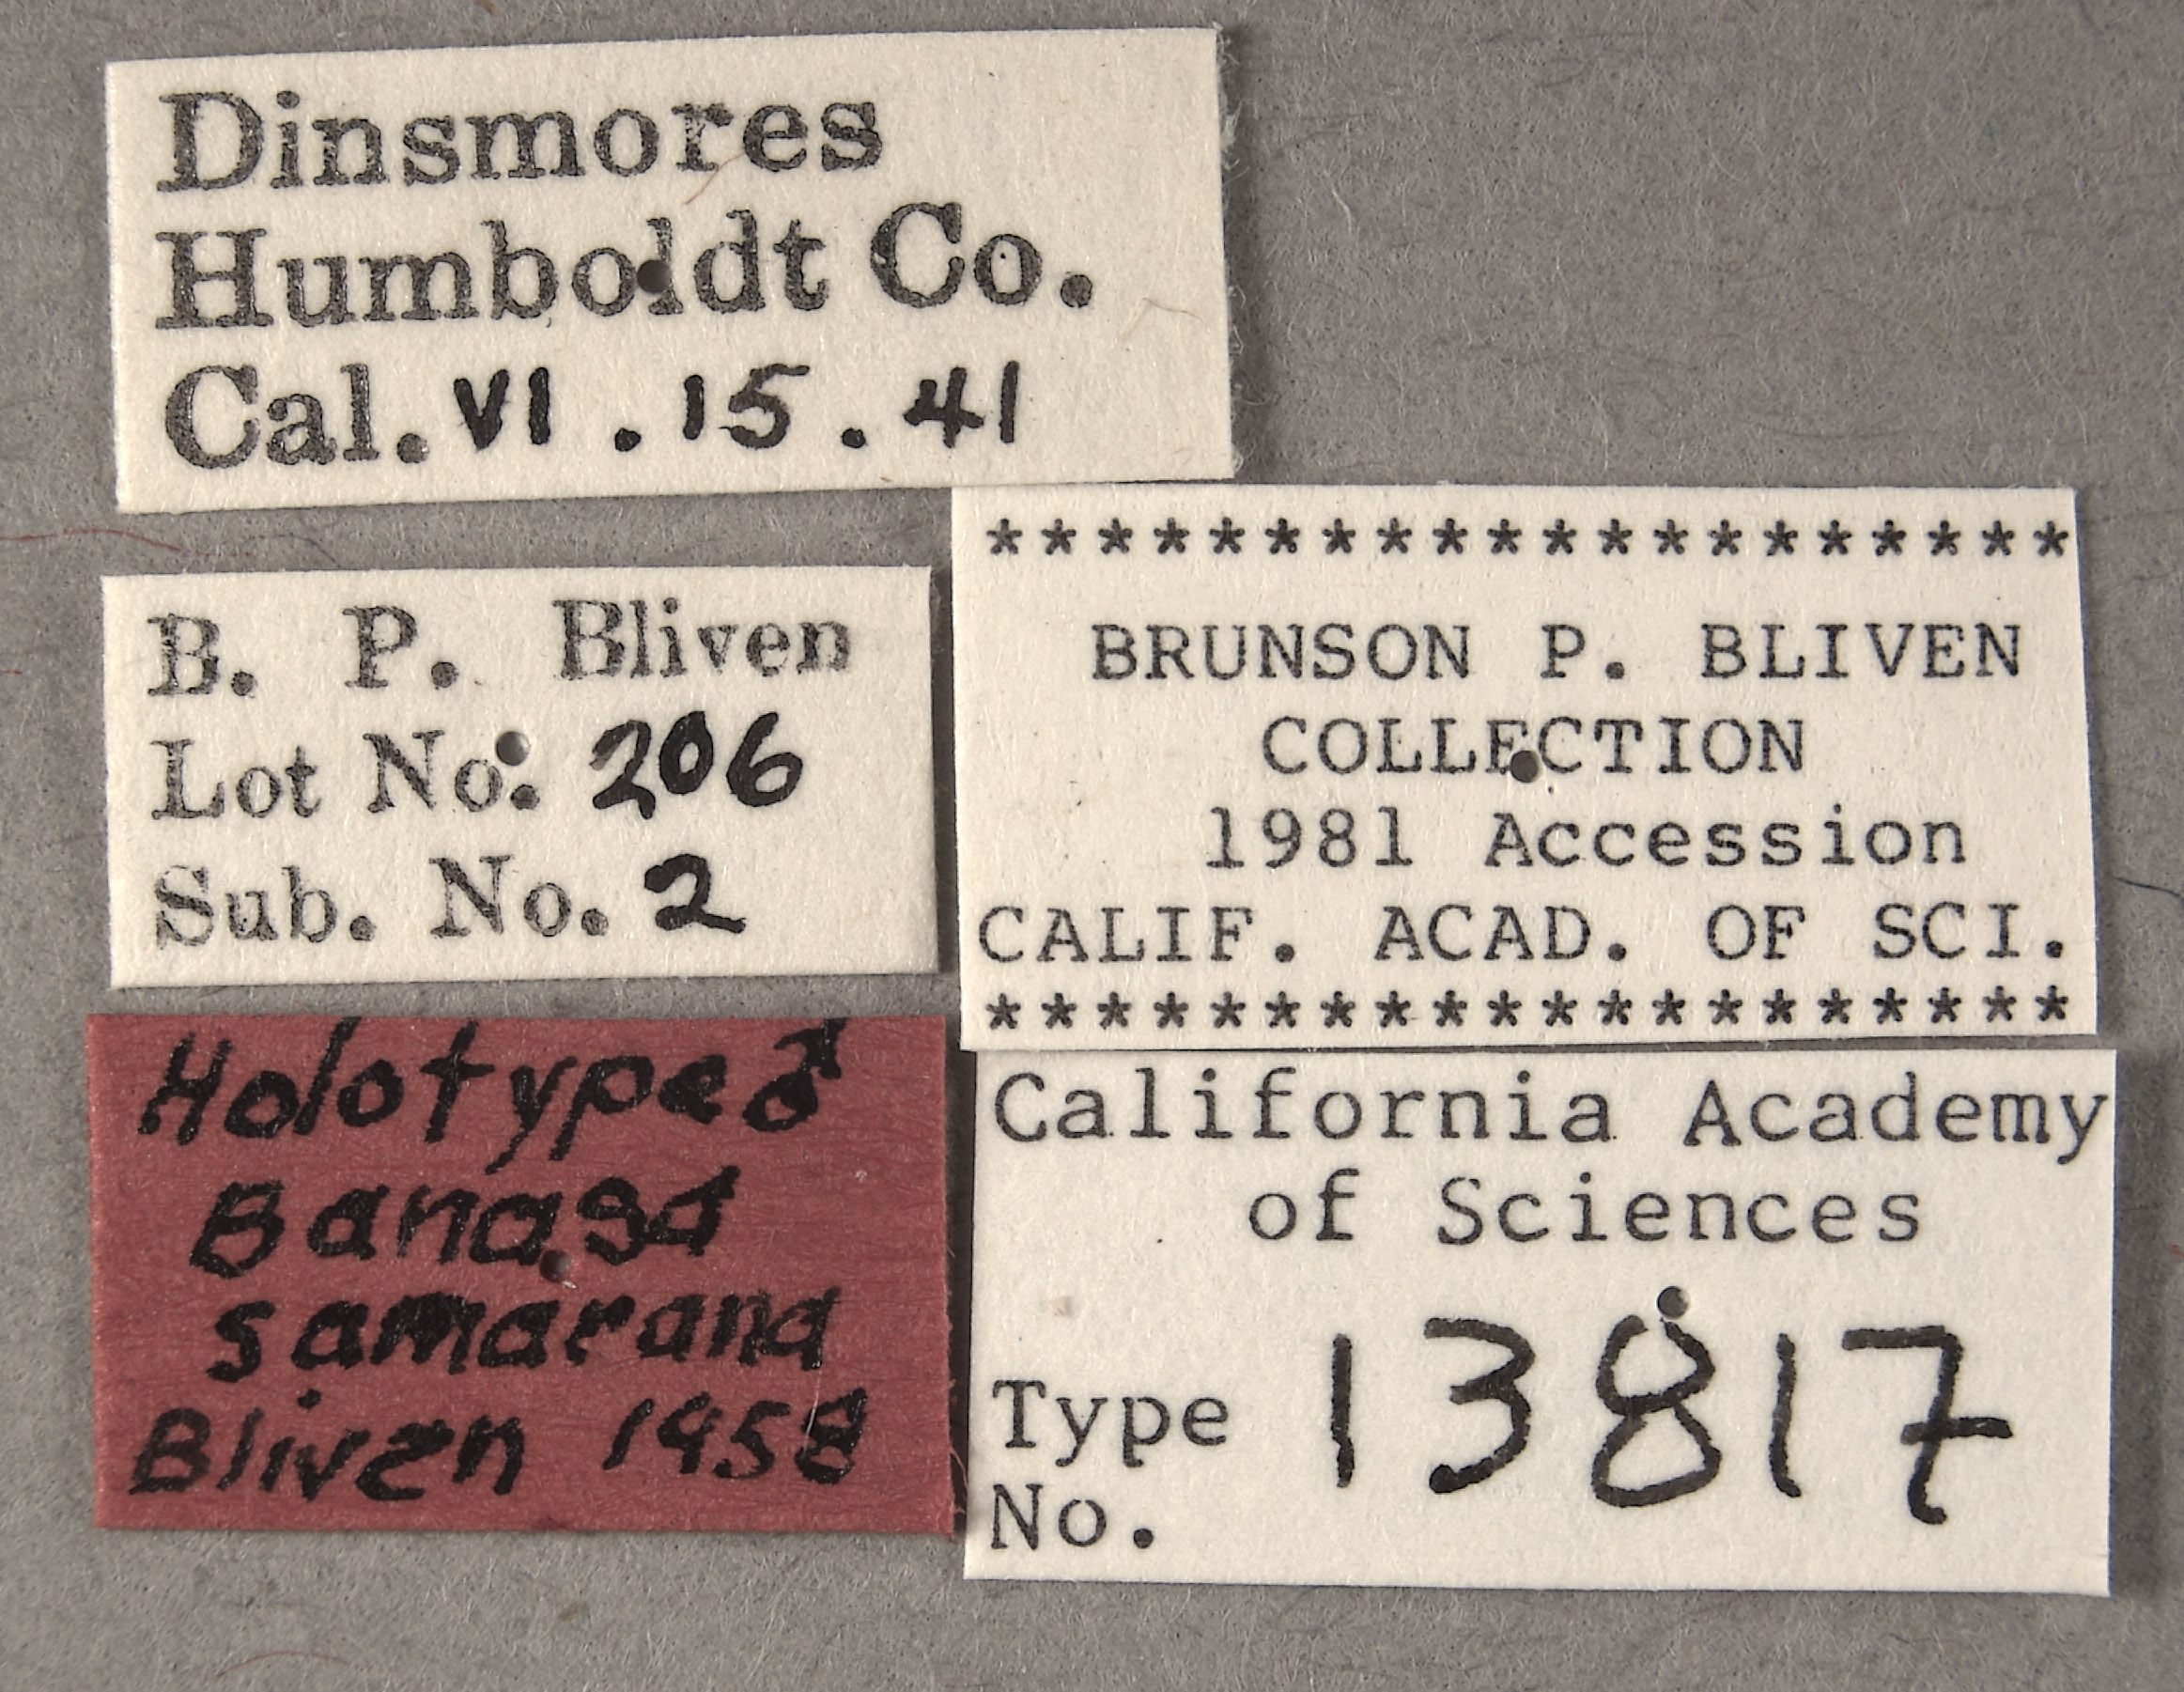 Dinsmores
Humboldt Co.
Cal. VI . 15 . 41
B. P. Bliven
Lot No. 206
Sub. No. 2
Holotype ♂
Banasa
samarana
Bliven 1958
********************
BRUNSON P. BLIVEN
COLLECTION
1981 Accession
CALIF. ACAD. OF SCI.
********************
California Academy
of Sciences
Type
No. 13817